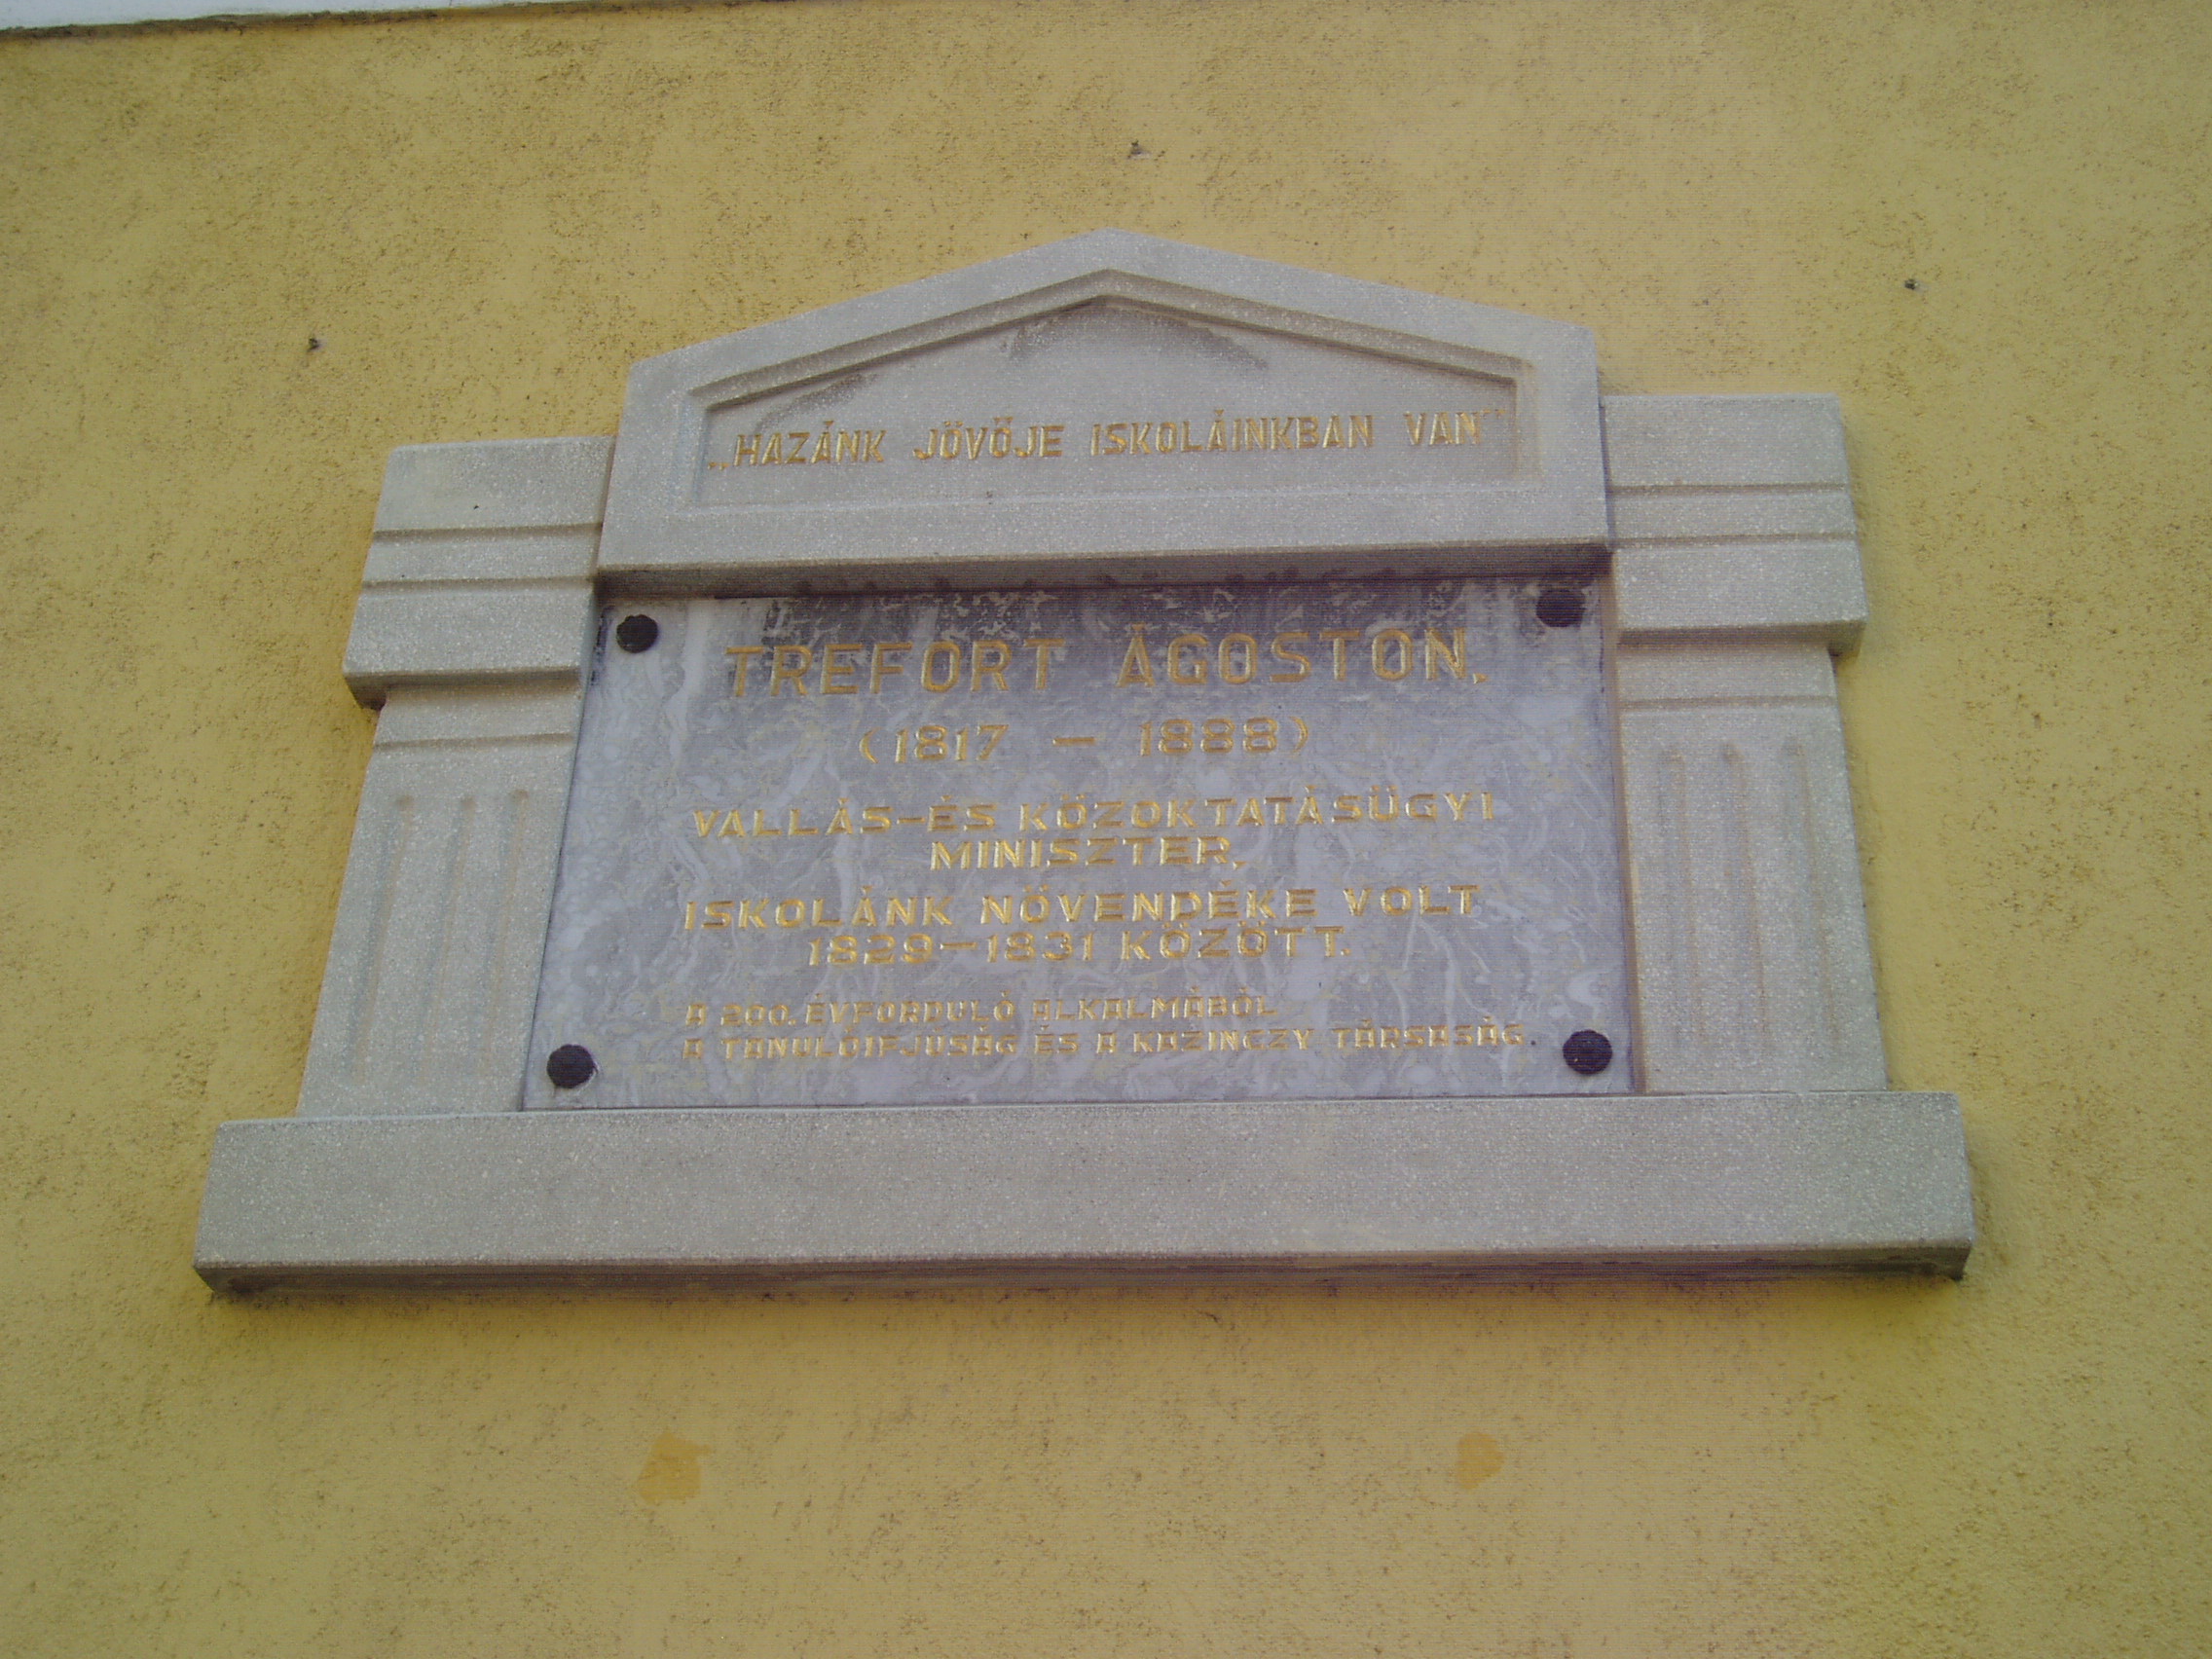 „HAZÁNK JÖVŐJE ISKOLÁINKBAN VAN"
TREFORT ÁGOSTON,
(1817 – 1888)
VALLÁS-ÉS KÖZOKTATÁSÜGYI
MINISZTER,
ISKOLÁNK NÖVENDÉKE VOLT
1829–1831 KÖZÖTT.
A 200. ÉVFORDULÓ ALKALMÁBÓL
A TANULÓIFJÚSÁG ÉS A KAZINCZY TÁRSASÁG.